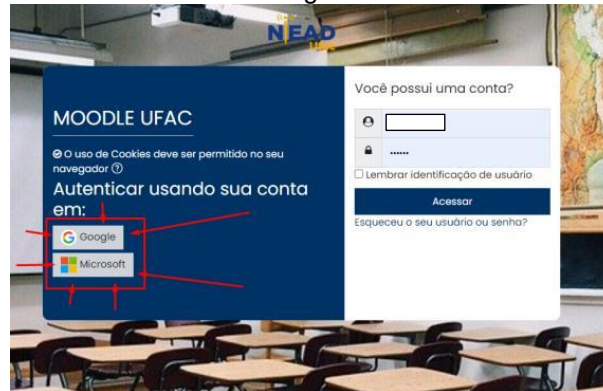 NEAD
MOODLE UFAC
O uso de Cookies deve ser permitido no seu
navegador
Autenticar usando sua conta
em:
Google
Microsoft
Você possui uma conta?
......
Lembrar identificação de usuário
Acessar
Esqueceu o seu usuário ou senha?